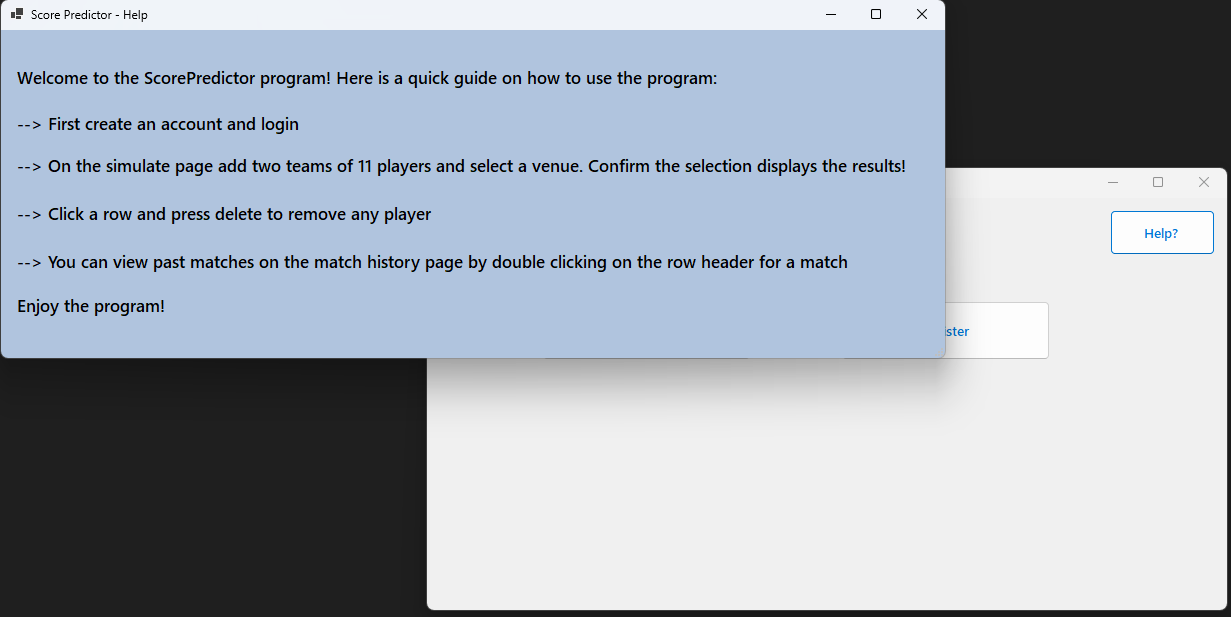 Score Predictor - Help
Welcome to the ScorePredictor program! Here is a quick guide on how to use the program:
--> First create an account and login
--> On the simulate page add two teams of 11 players and select a venue. Confirm the selection displays the results!
--> Click a row and press delete to remove any player
--> You can view past matches on the match history page by double clicking on the row header for a match
Enjoy the program!
Help?
ster